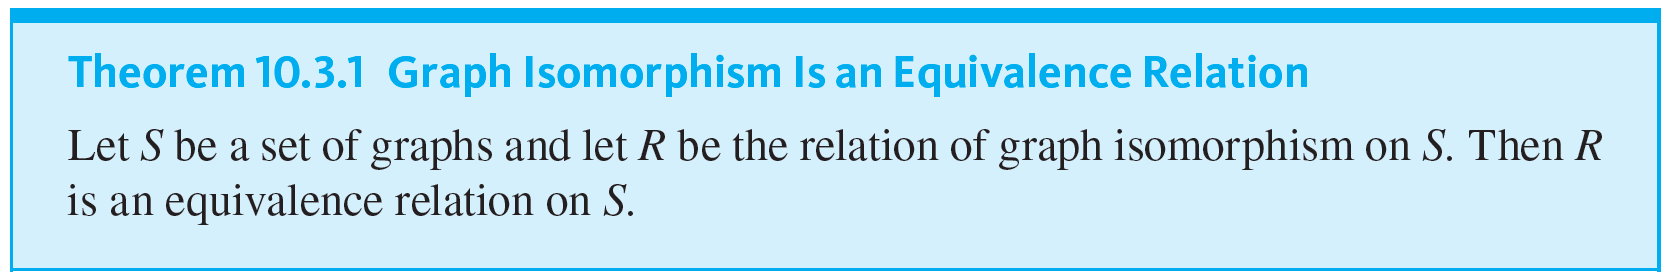 Theorem 10.3.1 Graph Isomorphism Is an Equivalence Relation
Let S be a set of graphs and let R be the relation of graph isomorphism on S. Then R
is an equivalence relation on S.